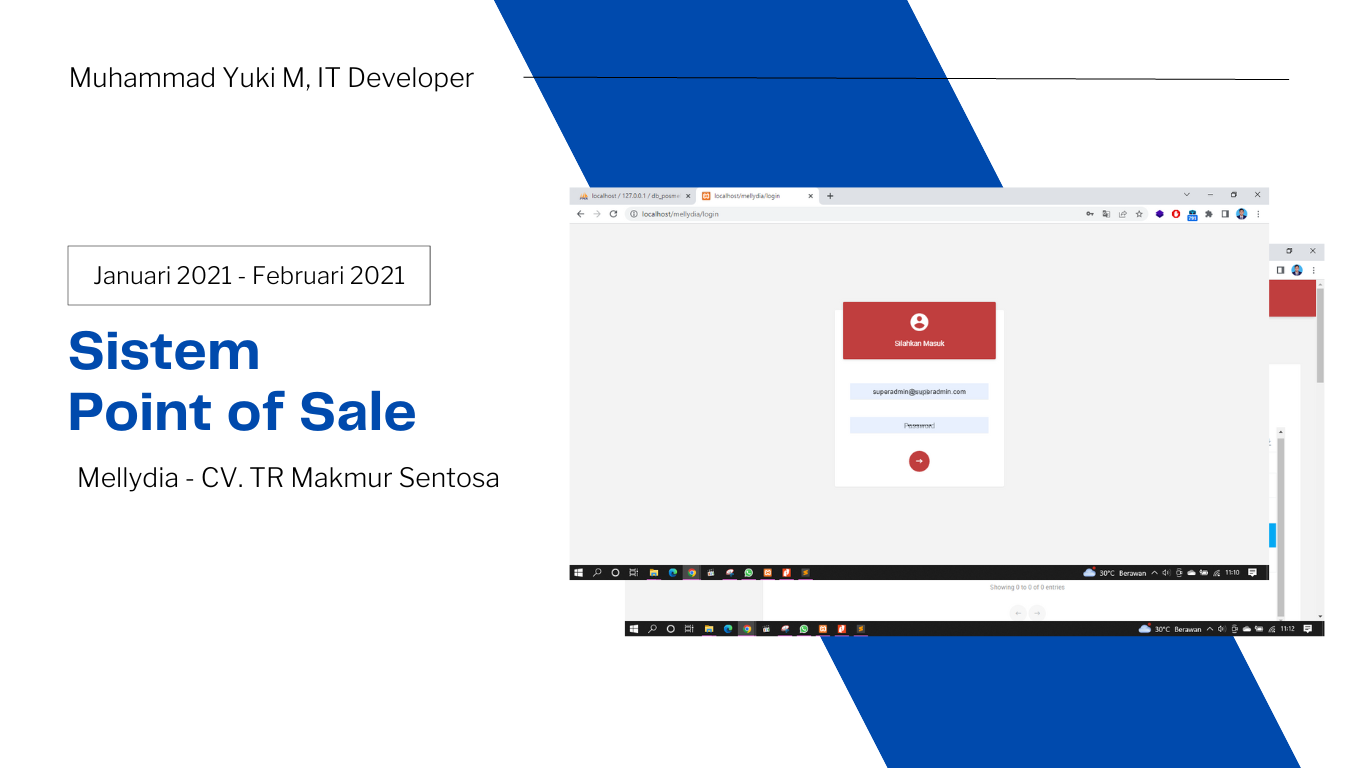 Muhammad Yuki M, IT Developer
Januari 2021 - Februari 2021
Sistem
Point of Sale
Mellydia - CV. TR Makmur Sentosa
localhost / 127.0.0.1 / db_posm
localhost/mellydia/login
localhost/mellydia/login
Silahkan Masuk
superadmin@superadmin.com
Password
30°C Berawan
11:10
Showing 0 to 0 of 0 entries
30°C Berawan
11:12